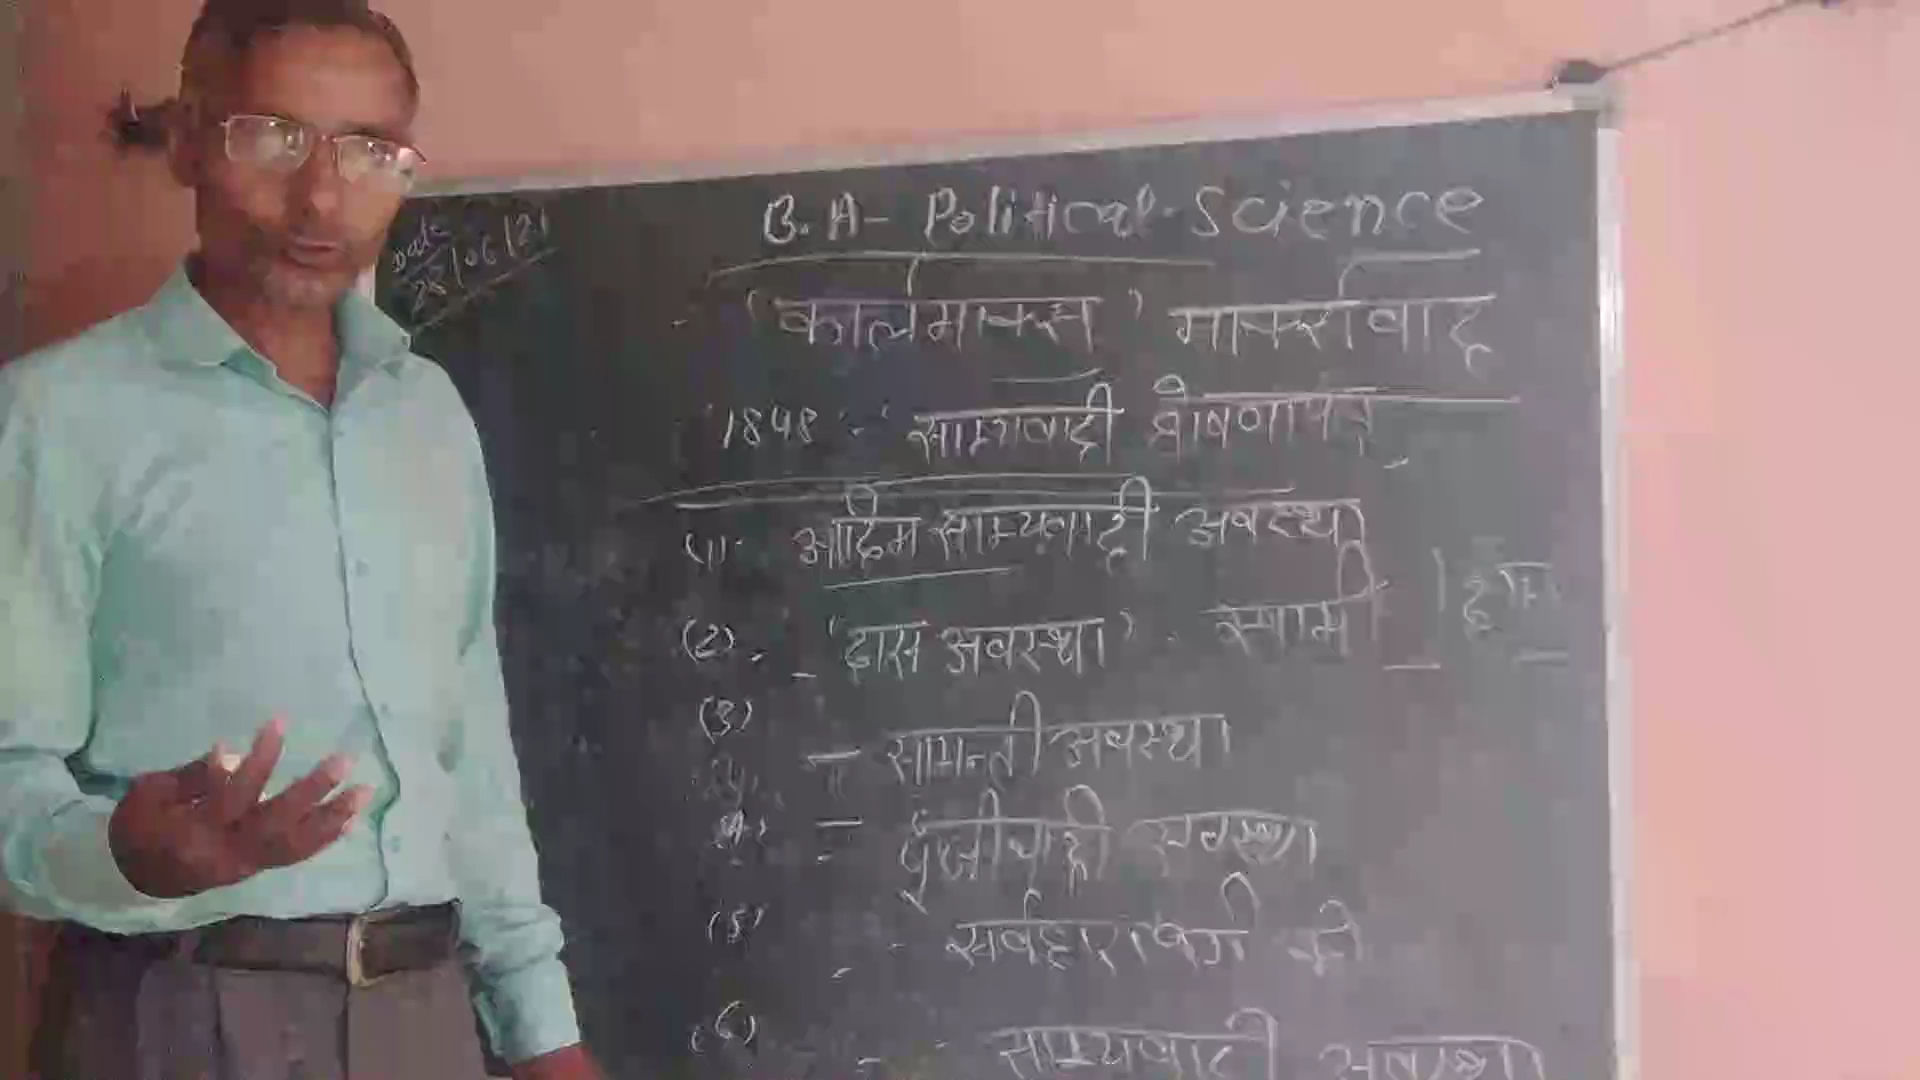 Date
28/06/21
B.A- Political Science
"कार्लमार्क्स" मार्क्सवाद
1848 :- साम्यवादी घोषणापत्र
(1) आदिम साम्यवादी अवस्था
(2) - "दास अवस्था" स्वामी | दास
(3) - सामन्ती अवस्था
(4) - पूंजीवादी अवस्था
(5) - सर्वहारा वर्ग की
(6) - साम्यवादी अवस्था